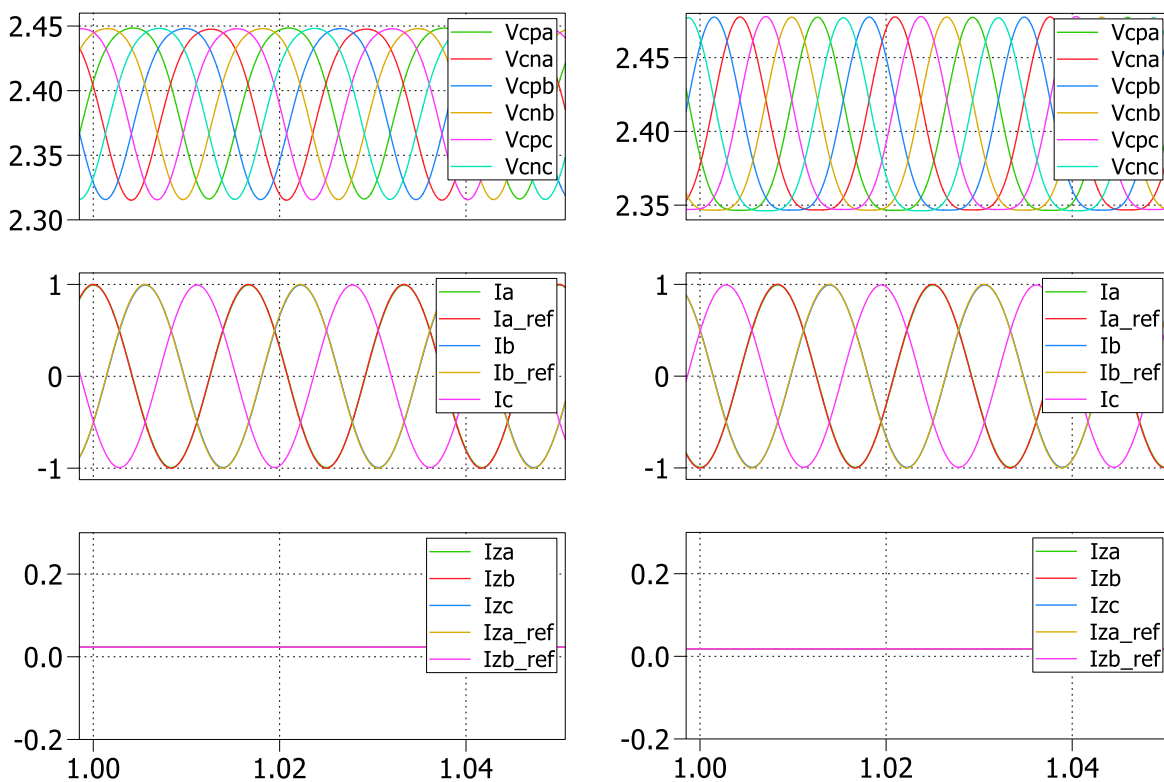 2.45
2.40
2.35
2.30
Vcpa
Vcna
Vcpb
Vcnb
Vcpc
Vcnc
2.45
2.40
2.35
Vcpa
Vcna
Vcpb
Vcnb
Vcpc
Vcnc
1
0
-1
Ia
Ia_ref
Ib
Ib_ref
Ic
1
0
-1
Ia
Ia_ref
Ib
Ib_ref
Ic
0.2
0.0
-0.2
Iza
Izb
Izc
Iza_ref
Izb_ref
1.00 1.02 1.04
0.2
0.0
-0.2
Iza
Izb
Izc
Iza_ref
Izb_ref
1.00 1.02 1.04